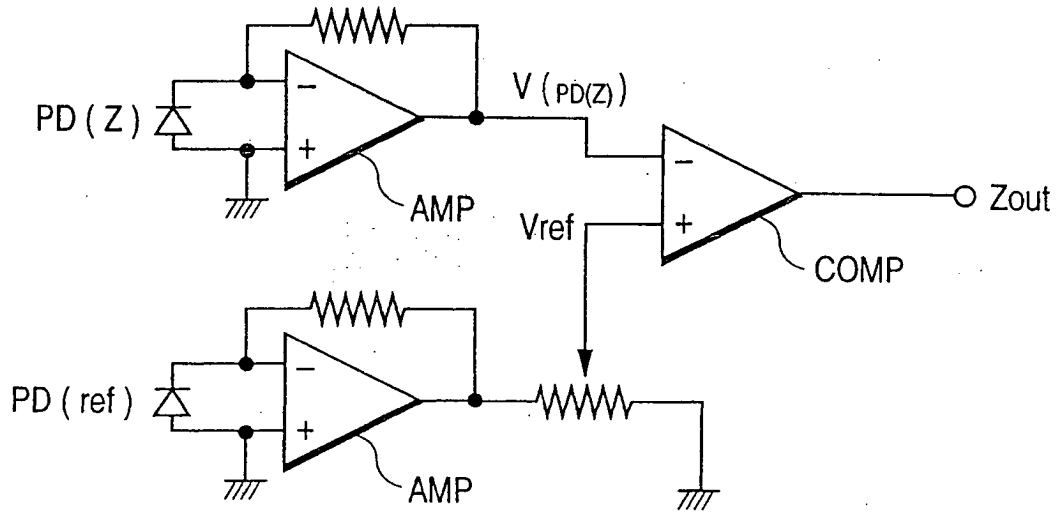 PD ( Z )
−
+
AMP
V ( PD(Z) )
−
+
Vref
COMP
Zout
PD ( ref )
−
+
AMP